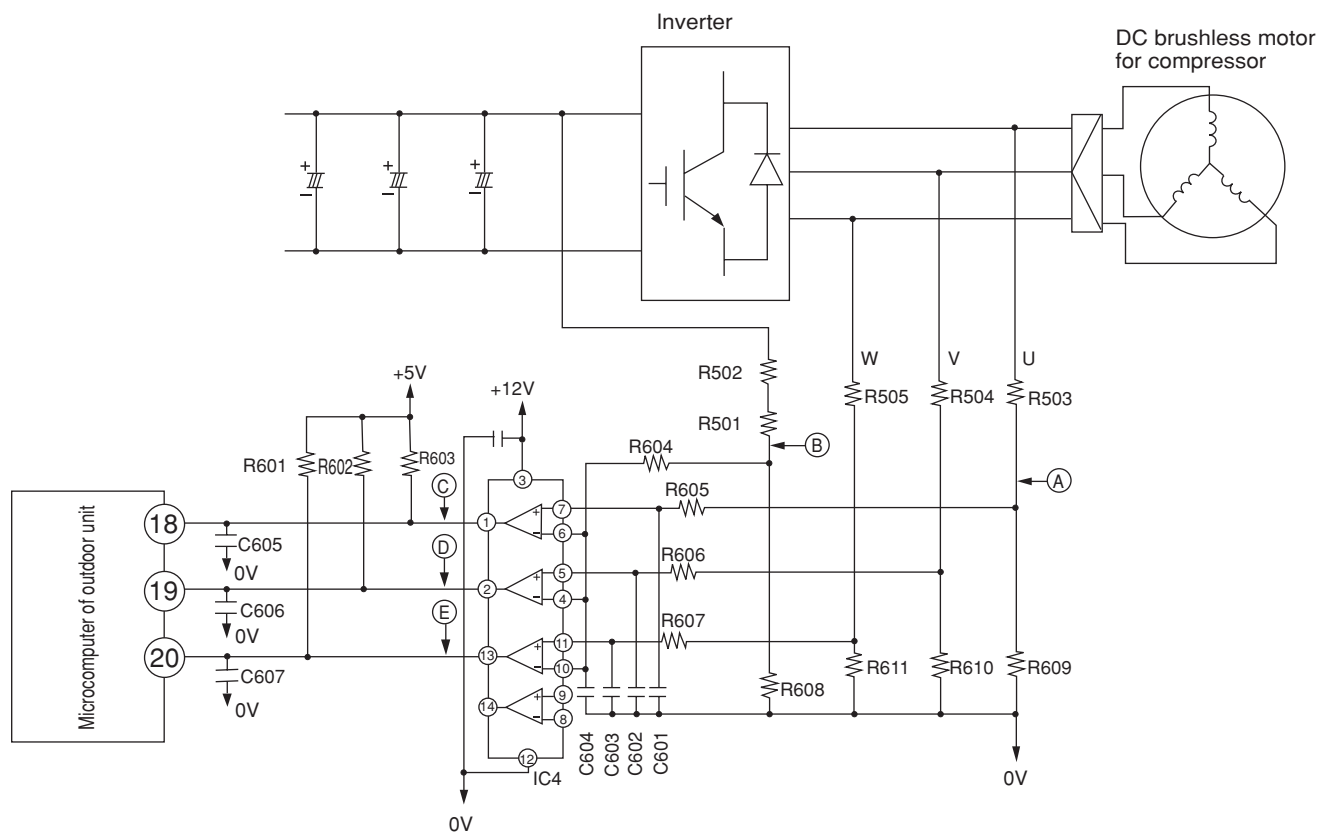 Inverter
DC brushless motor
for compressor
+
−
+
−
+
−
W
V
U
R502
R505
R504
R503
R501
B
A
+5V
+12V
R601
R602
R603
R604
C
3
R605
18
1
+
7
−
6
C605
0V
D
R606
19
2
+
5
−
4
C606
0V
E
R607
20
13
+
11
−
10
C607
0V
R608
R611
R610
R609
14
+
9
−
8
12
IC4
C604
C603
C602
C601
0V
0V
Microcomputer of outdoor unit